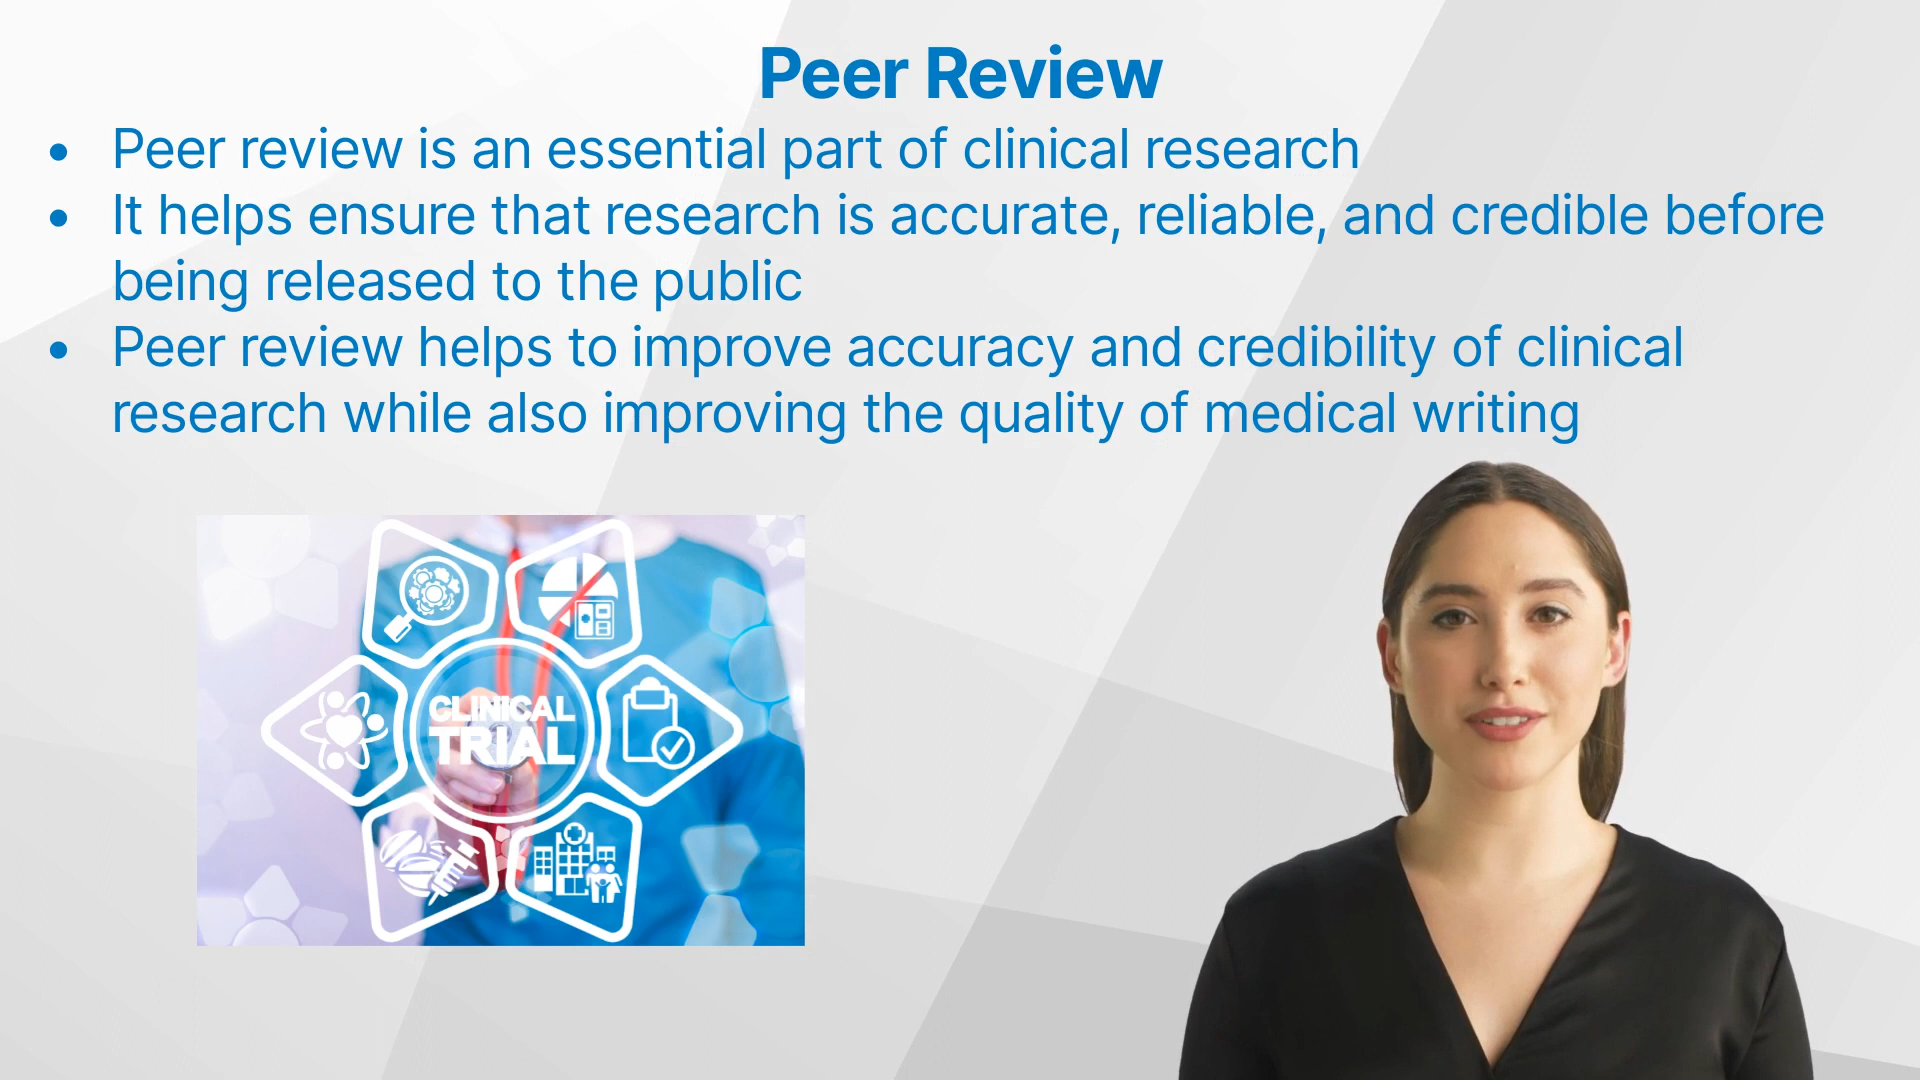 Peer Review
• Peer review is an essential part of clinical research
• It helps ensure that research is accurate, reliable, and credible before
being released to the public
• Peer review helps to improve accuracy and credibility of clinical
research while also improving the quality of medical writing
CLINICAL
TRIAL